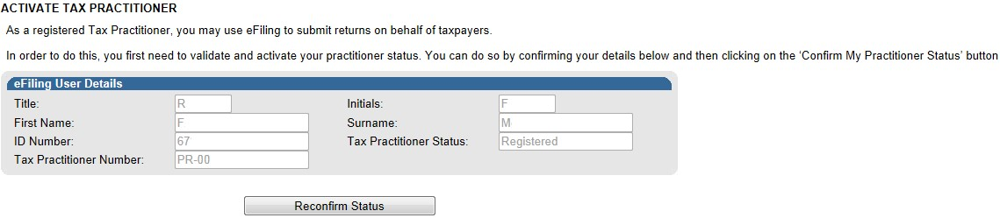 ACTIVATE TAX PRACTITIONER
As a registered Tax Practitioner, you may use eFiling to submit returns on behalf of taxpayers.
In order to do this, you first need to validate and activate your practitioner status. You can do so by confirming your details below and then clicking on the ‘Confirm My Practitioner Status’ button
eFiling User Details
Title: R Initials: F
First Name: F Surname: M
ID Number: 67 Tax Practitioner Status: Registered
Tax Practitioner Number: PR-00
Reconfirm Status